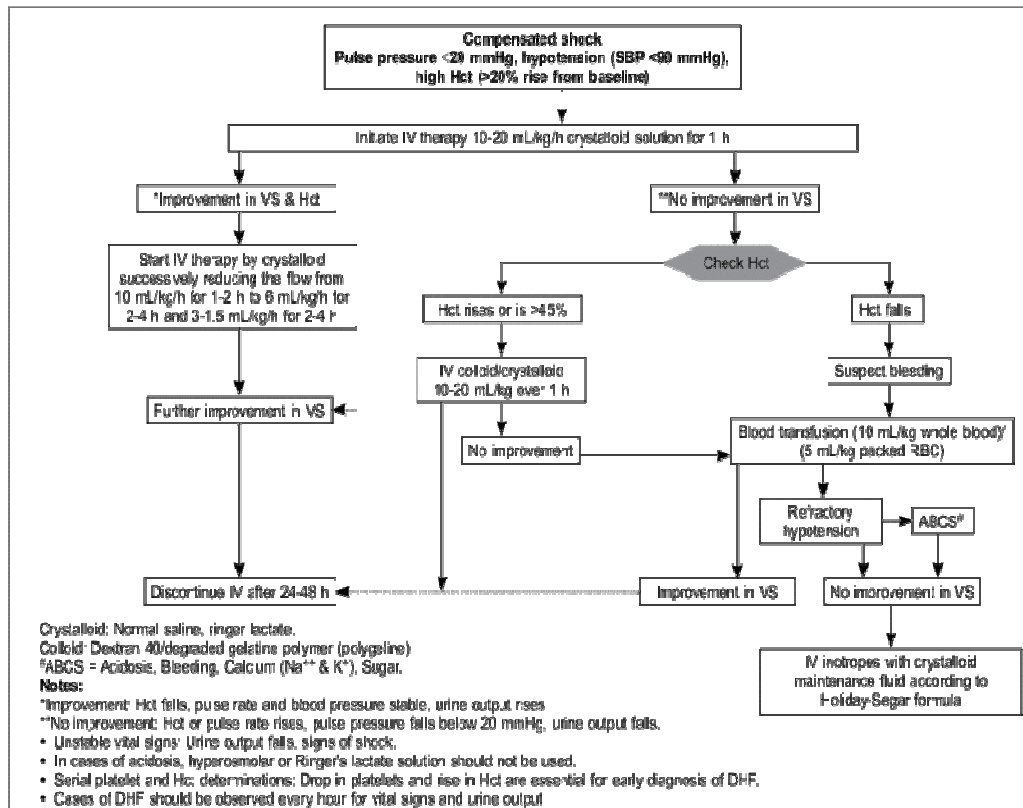 Compensated shock
Pulse pressure <20 mmHg, hypotension (SBP <90 mmHg),
high Hct (>20% rise from baseline)
Initiate IV therapy 10-20 mL/kg/h crystalloid solution for 1 h
*Improvement in VS & Hct
**No improvement in VS
Start IV therapy by crystalloid
successively reducing the flow from
10 mL/kg/h for 1-2 h to 6 mL/kg/h for
2-4 h and 3-1.5 mL/kg/h for 2-4 h
Check Hct
Hct rises or is >45%
Hct falls
IV colloid/crystalloid
10-20 mL/kg over 1 h
Suspect bleeding
Further improvement in VS
No improvement
Blood transfusion (10 mL/kg whole blood)/
(5 mL/kg packed RBC)
Refractory
hypotension
ABCS#
Discontinue IV after 24-48 h
Improvement in VS
No improvement in VS
IV inotropes with crystalloid
maintenance fluid according to
Holiday-Segar formula
Crystalloid: Normal saline, ringer lactate.
Colloid: Dextran 40/degraded gelatine polymer (polygeline)
#ABCS = Acidosis, Bleeding, Calcium (Na++ & K+), Sugar.
Notes:
*Improvement: Hct falls, pulse rate and blood pressure stable, urine output rises
**No improvement: Hct or pulse rate rises, pulse pressure falls below 20 mmHg, urine output falls.
• Unstable vital signs: Urine output falls, signs of shock.
• In cases of acidosis, hyperosmolar or Ringer's lactate solution should not be used.
• Serial platelet and Hct determinations: Drop in platelets and rise in Hct are essential for early diagnosis of DHF.
• Cases of DHF should be observed every hour for vital signs and urine output